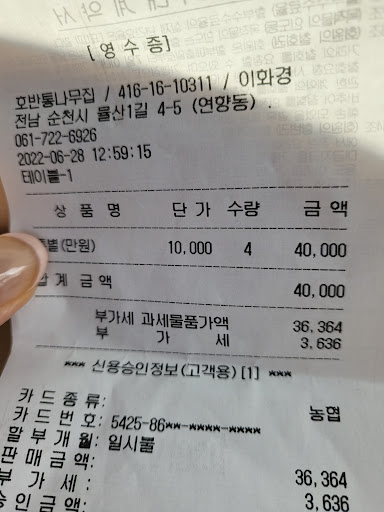 [ 영 수 증 ]
호반통나무집 / 416-16-10311 / 이화경
전남 순천시 율산1길 4-5 (연향동) .
061-722-6926
2022-06-28 12:59:15
테이블-1
상 품 명 단 가 수량 금 액
별(만원) 10,000 4 40,000
계 금 액 40,000
부가세 과세물품가액 36,364
부 가 세 3,636
*** 신용승인정보(고객용)[1] ***
카 드 종 류: 농협
카 드 번 호: 5425-86**-****-****
할 부 개 월: 일시불
판 매 금 액: 36,364
부 가 세 : 3,636
승 인 금 액: